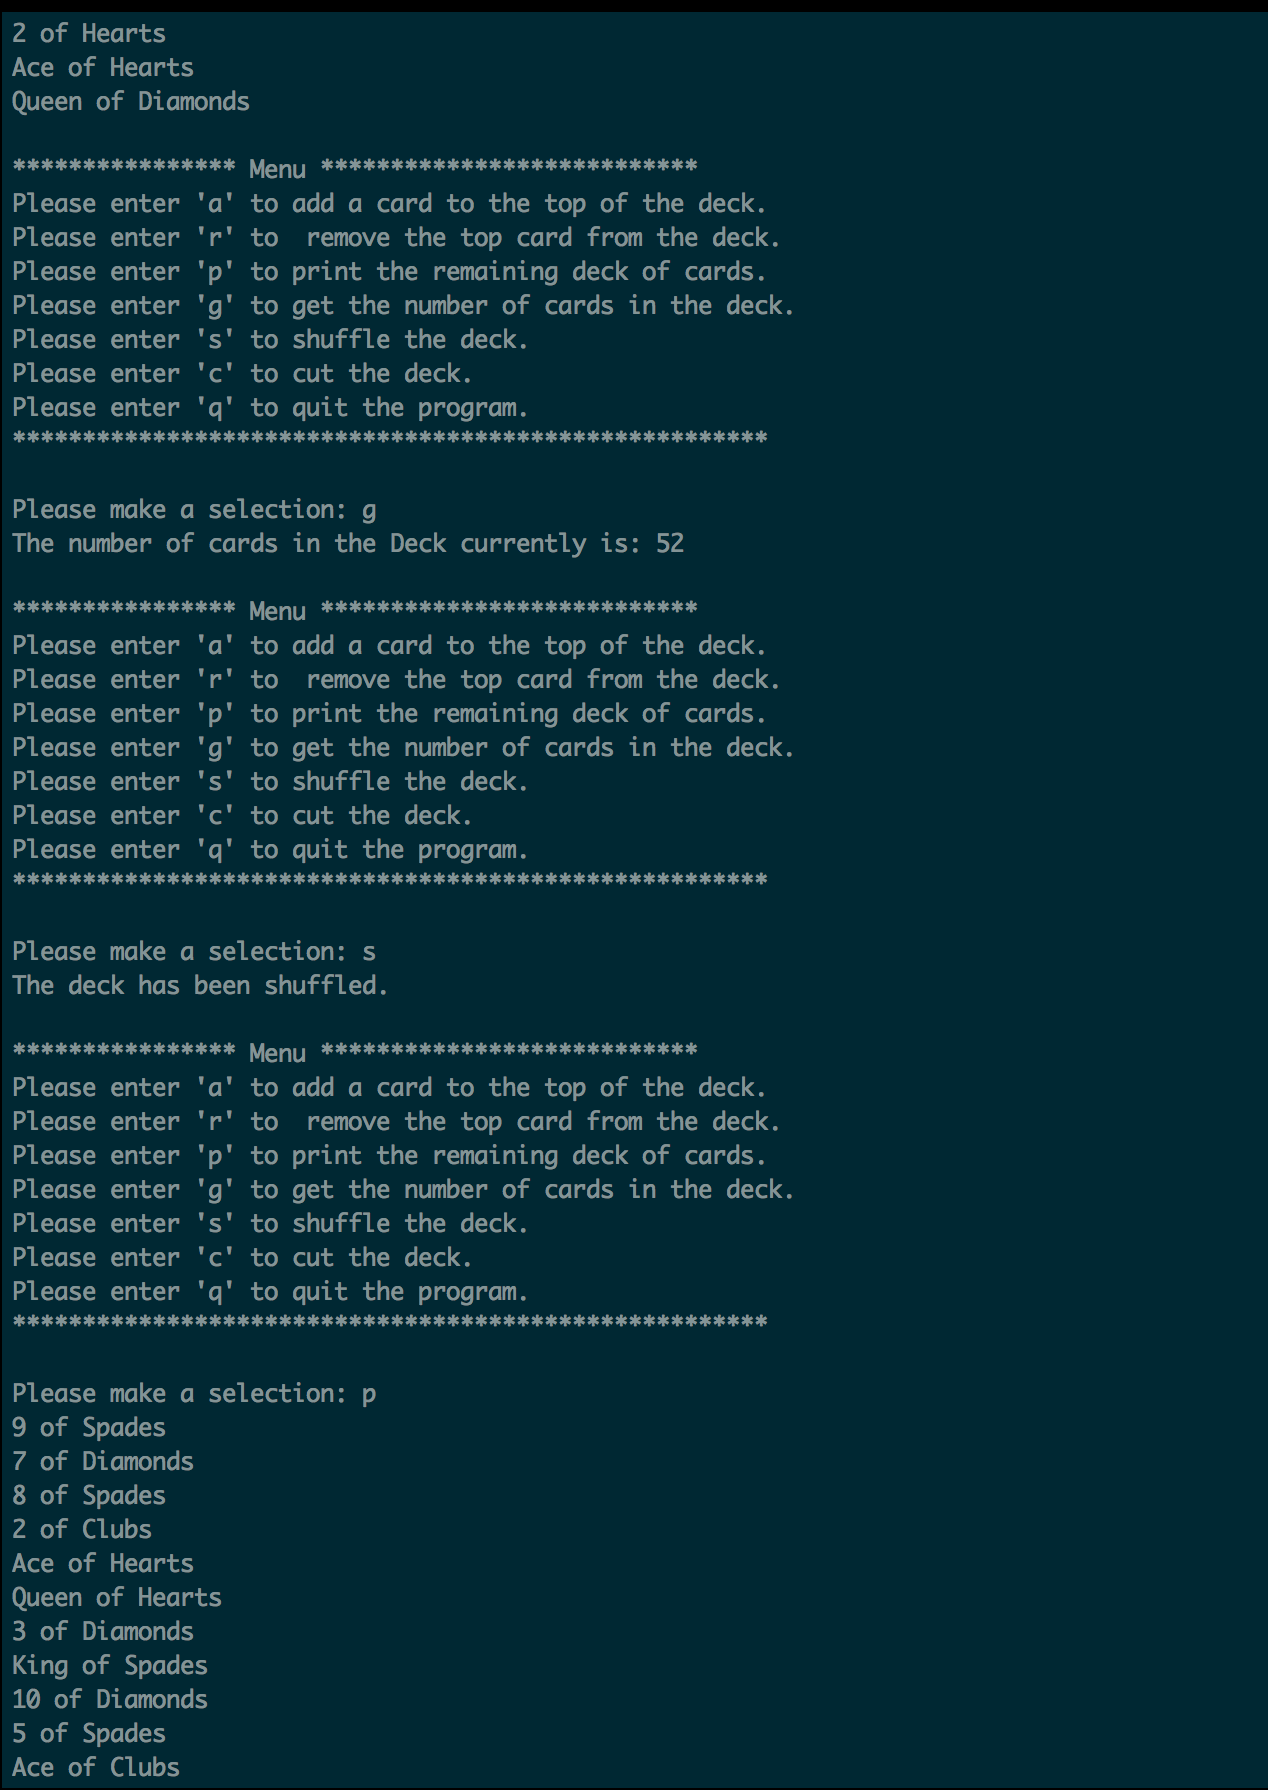 2 of Hearts
Ace of Hearts
Queen of Diamonds
**************** Menu ***************************
Please enter 'a' to add a card to the top of the deck.
Please enter 'r' to  remove the top card from the deck.
Please enter 'p' to print the remaining deck of cards.
Please enter 'g' to get the number of cards in the deck.
Please enter 's' to shuffle the deck.
Please enter 'c' to cut the deck.
Please enter 'q' to quit the program.
******************************************************
Please make a selection: g
The number of cards in the Deck currently is: 52
**************** Menu ***************************
Please enter 'a' to add a card to the top of the deck.
Please enter 'r' to  remove the top card from the deck.
Please enter 'p' to print the remaining deck of cards.
Please enter 'g' to get the number of cards in the deck.
Please enter 's' to shuffle the deck.
Please enter 'c' to cut the deck.
Please enter 'q' to quit the program.
******************************************************
Please make a selection: s
The deck has been shuffled.
**************** Menu ***************************
Please enter 'a' to add a card to the top of the deck.
Please enter 'r' to  remove the top card from the deck.
Please enter 'p' to print the remaining deck of cards.
Please enter 'g' to get the number of cards in the deck.
Please enter 's' to shuffle the deck.
Please enter 'c' to cut the deck.
Please enter 'q' to quit the program.
******************************************************
Please make a selection: p
9 of Spades
7 of Diamonds
8 of Spades
2 of Clubs
Ace of Hearts
Queen of Hearts
3 of Diamonds
King of Spades
10 of Diamonds
5 of Spades
Ace of Clubs